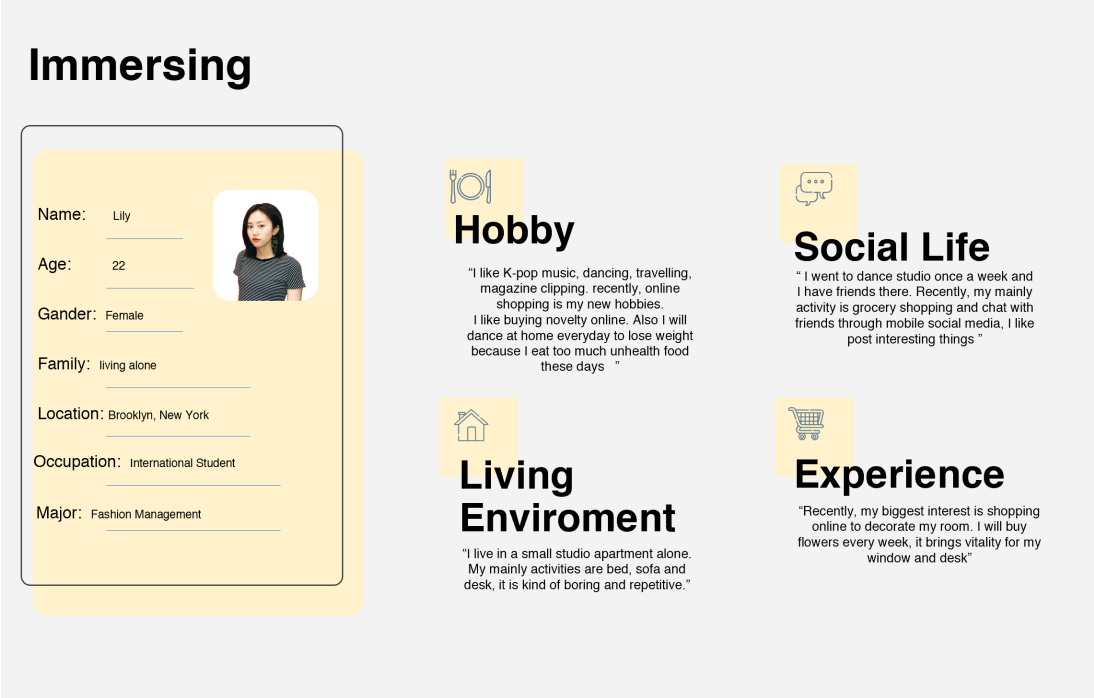 Immersing
Name: Lily
Age: 22
Gander: Female
Family: living alone
Location: Brooklyn, New York
Occupation: International Student
Major: Fashion Management
Hobby
“I like K-pop music, dancing, travelling,
magazine clipping. recently, online
shopping is my new hobbies.
I like buying novelty online. Also I will
dance at home everyday to lose weight
because I eat too much unhealth food
these days ”
Social Life
“ I went to dance studio once a week and
I have friends there. Recently, my mainly
activity is grocery shopping and chat with
friends through mobile social media, I like
post interesting things ”
Living
Enviroment
“I live in a small studio apartment alone.
My mainly activities are bed, sofa and
desk, it is kind of boring and repetitive.”
Experience
“Recently, my biggest interest is shopping
online to decorate my room. I will buy
flowers every week, it brings vitality for my
window and desk”